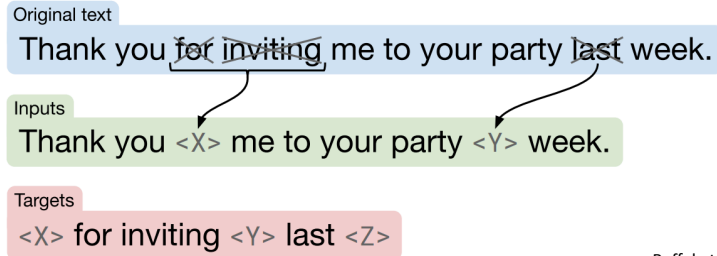 Original text
Thank you for inviting me to your party last week.
Inputs
Thank you <X> me to your party <Y> week.
Targets
<X> for inviting <Y> last <Z>